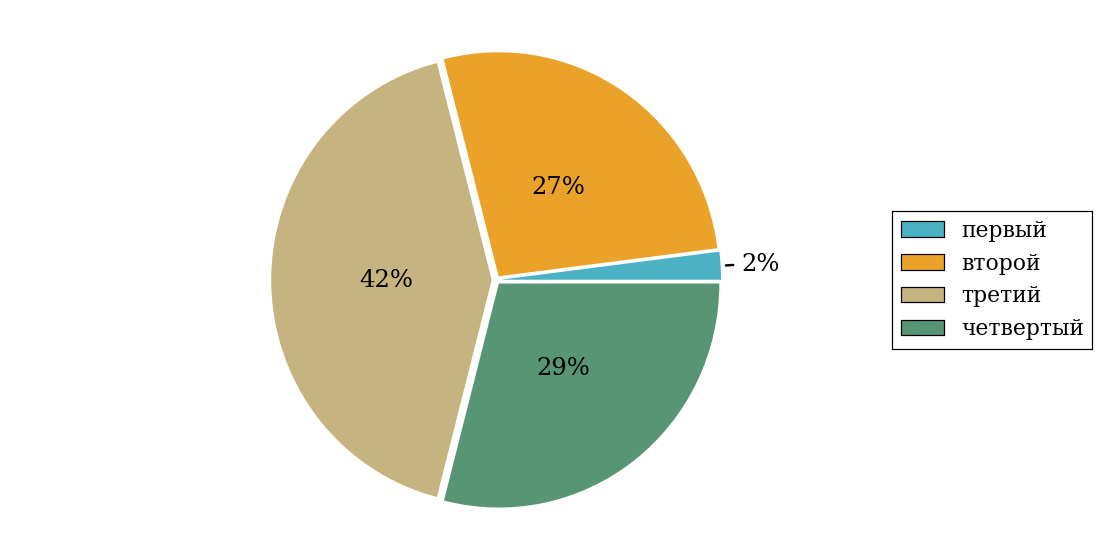 27%
2%
42%
29%
первый
второй
третий
четвертый